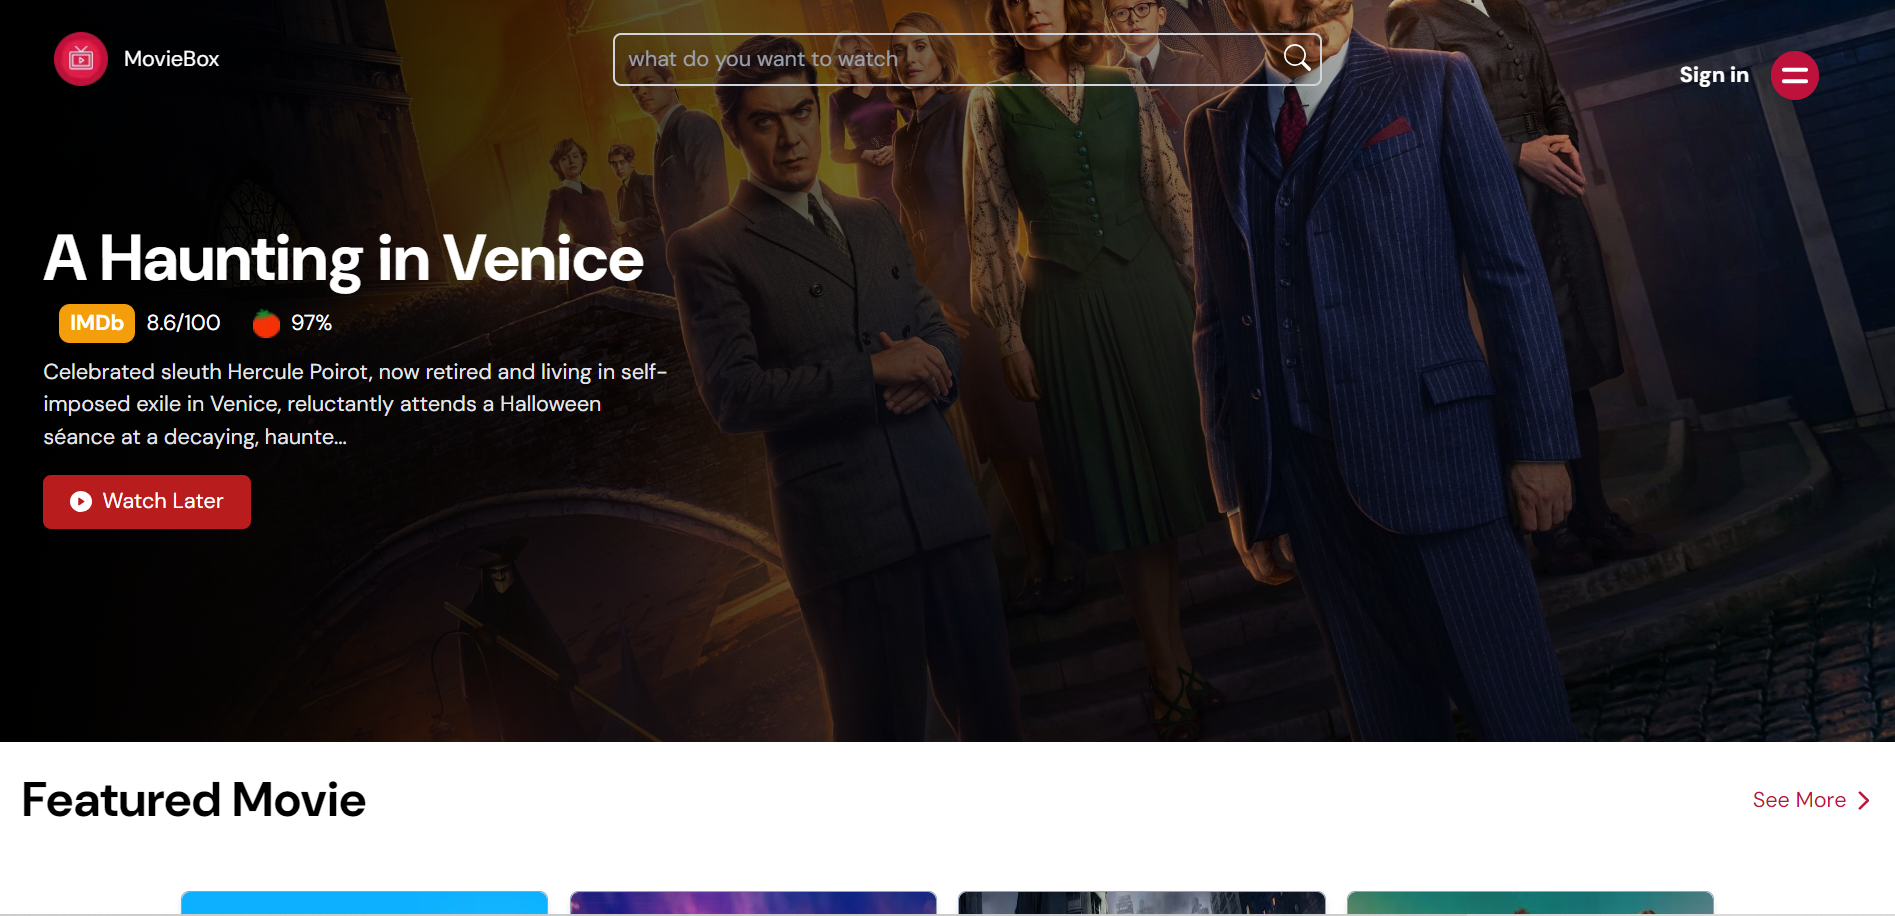 MovieBox
what do you want to watch
Sign in
A Haunting in Venice
IMDb 8.6/100 97%
Celebrated sleuth Hercule Poirot, now retired and living in self-
imposed exile in Venice, reluctantly attends a Halloween
séance at a decaying, haunte...
Watch Later
Featured Movie
See More